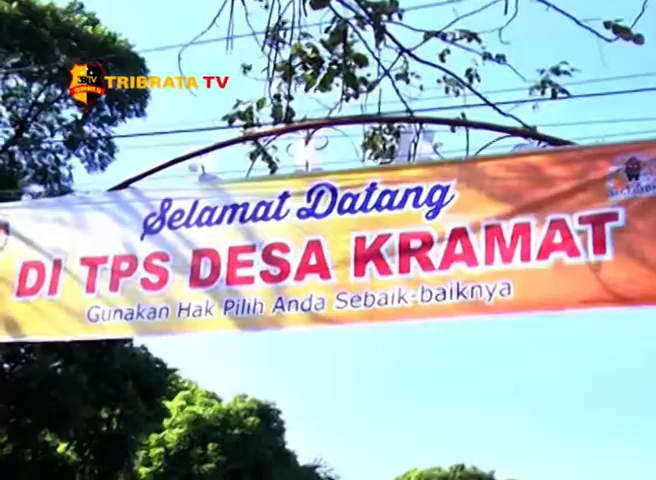 TRIBRATA TV
Selamat Datang
DI TPS DESA KRAMAT
Gunakan Hak Pilih Anda Sebaik-baiknya